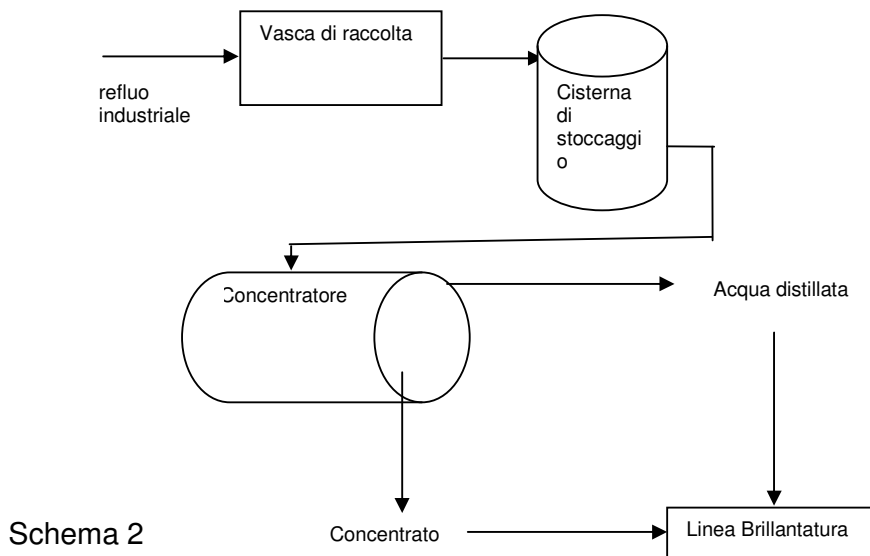 Vasca di raccolta
refluo
industriale
Cisterna
di
stoccaggi
o
Concentratore
Acqua distillata
Schema 2
Concentrato
Linea Brillantatura